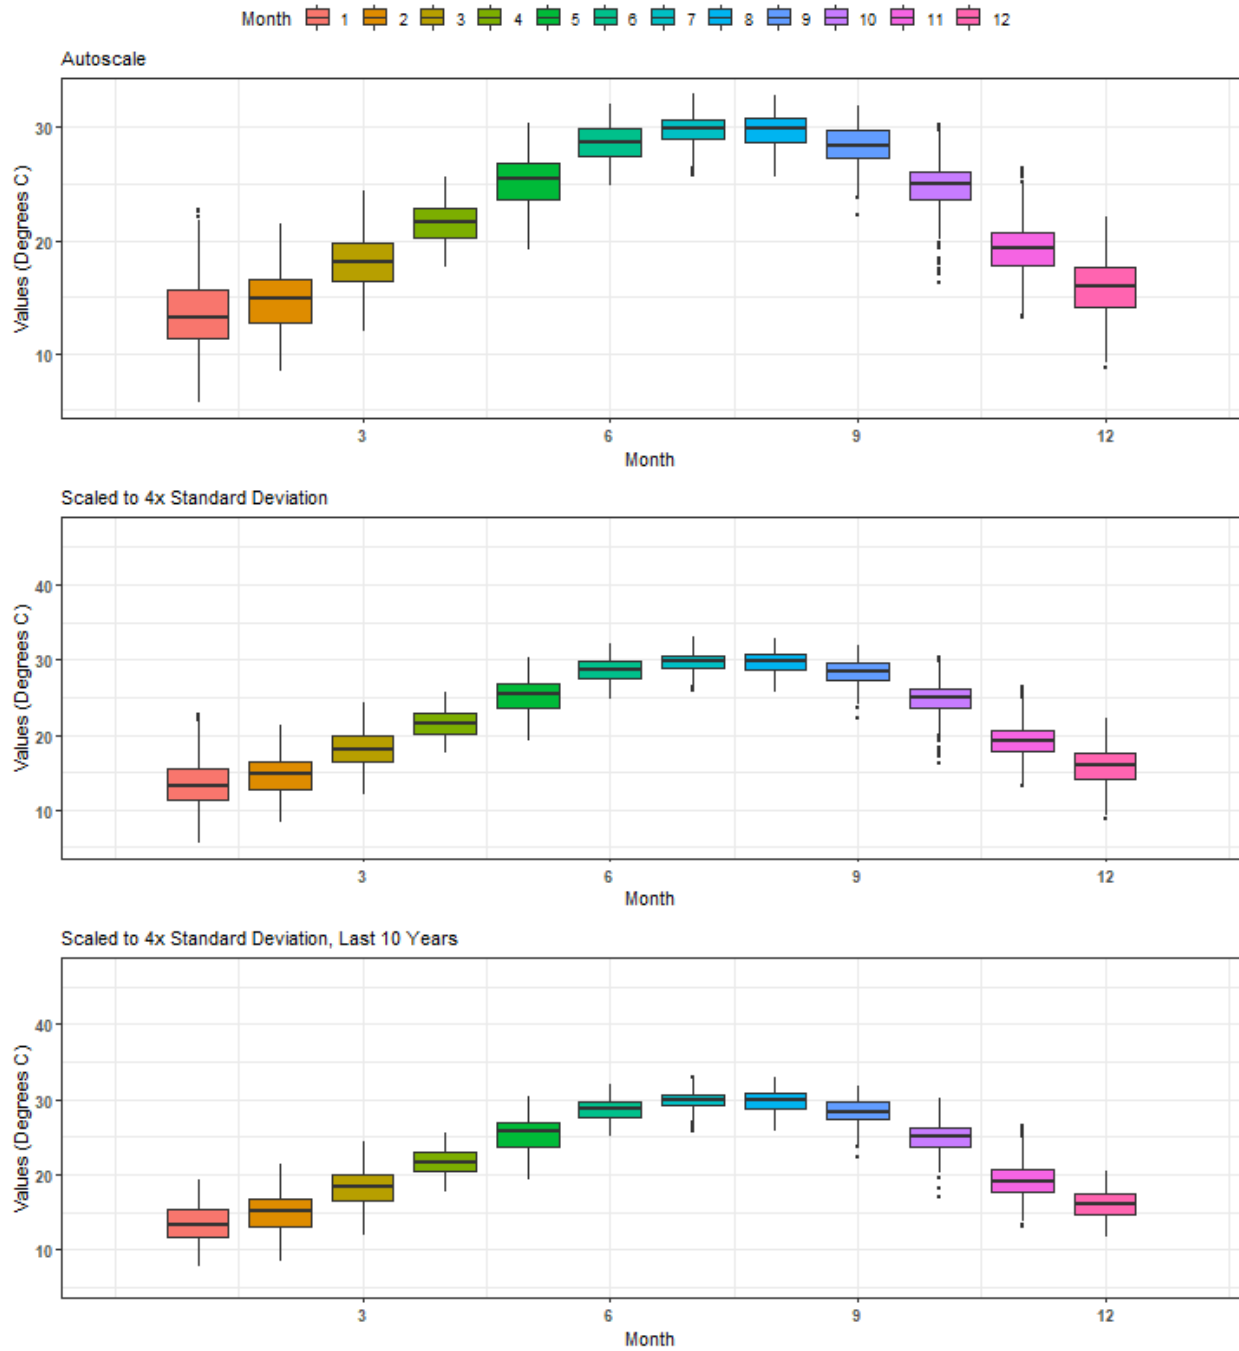 Month 1 2 3 4 5 6 7 8 9 10 11 12
Autoscale
Values (Degrees C)
30
20
10
3 6 9 12
Month
Scaled to 4x Standard Deviation
Values (Degrees C)
40
30
20
10
3 6 9 12
Month
Scaled to 4x Standard Deviation, Last 10 Years
Values (Degrees C)
40
30
20
10
3 6 9 12
Month